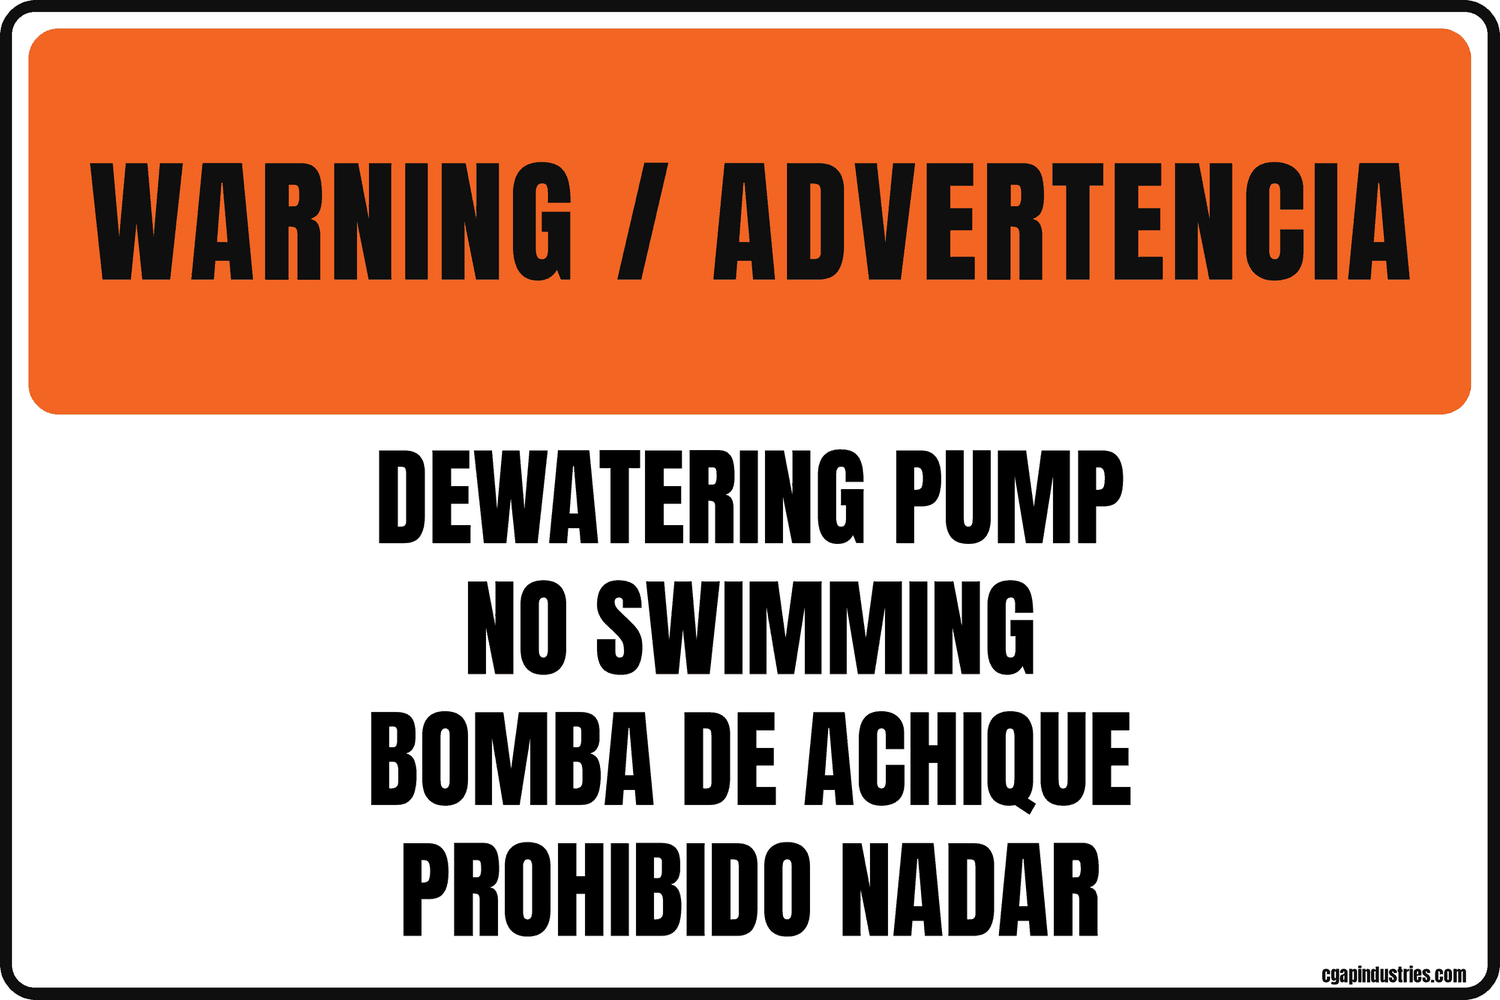 WARNING / ADVERTENCIA
DEWATERING PUMP
NO SWIMMING
BOMBA DE ACHIQUE
PROHIBIDO NADAR
cgapindustries.com